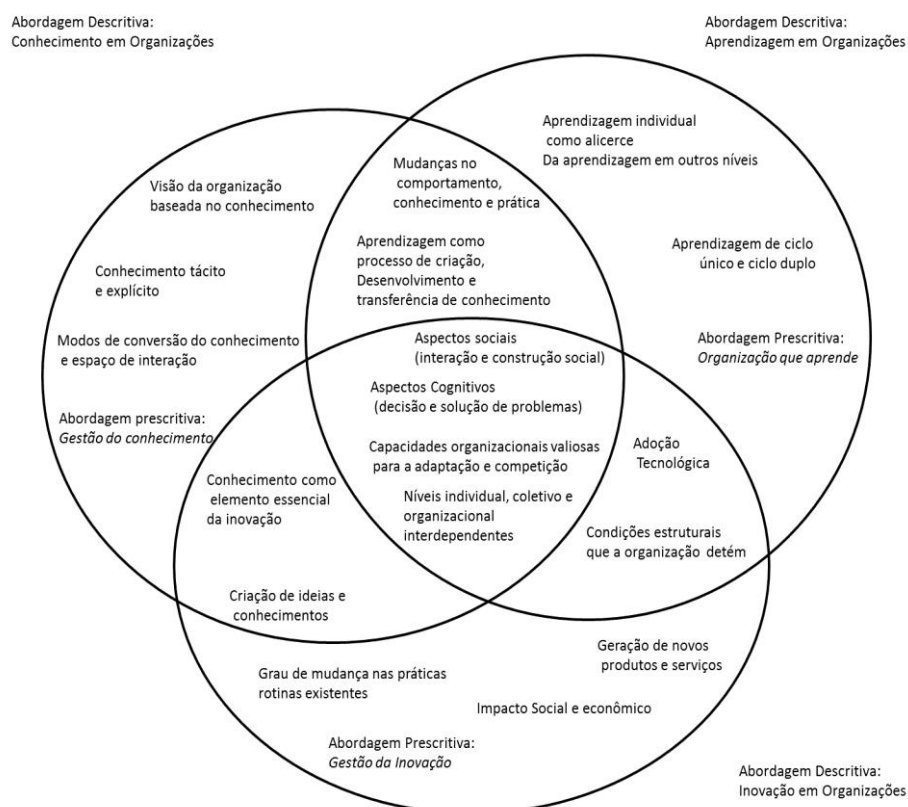 Abordagem Descritiva:
Conhecimento em Organizações
Abordagem Descritiva:
Aprendizagem em Organizações
Aprendizagem individual
como alicerce
Da aprendizagem em outros níveis
Mudanças no
comportamento,
conhecimento e prática
Visão da organização
baseada no conhecimento
Aprendizagem como
processo de criação,
Desenvolvimento e
transferência de conhecimento
Aprendizagem de ciclo
único e ciclo duplo
Conhecimento tácito
e explícito
Modos de conversão do conhecimento
e espaço de interação
Aspectos sociais
(interação e construção social)
Abordagem Prescritiva:
Organização que aprende
Aspectos Cognitivos
(decisão e solução de problemas)
Abordagem prescritiva:
Gestão do conhecimento
Capacidades organizacionais valiosas
para a adaptação e competição
Adoção
Tecnológica
Conhecimento como
elemento essencial
da inovação
Níveis individual, coletivo e
organizacional
interdependentes
Condições estruturais
que a organização detém
Criação de ideias e
conhecimentos
Geração de novos
produtos e serviços
Grau de mudança nas práticas
rotinas existentes
Impacto Social e econômico
Abordagem Prescritiva:
Gestão da Inovação
Abordagem Descritiva:
Inovação em Organizações